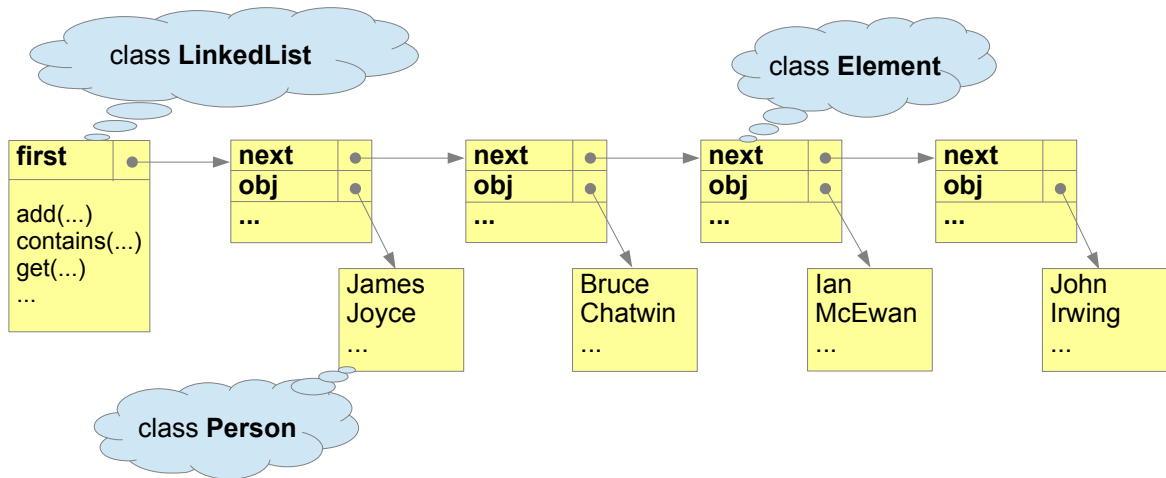 class LinkedList
class Element
first
next
next
next
next
obj
obj
obj
obj
...
...
...
...
add(...)
contains(...)
get(...)
...
James
Joyce
...
Bruce
Chatwin
...
Ian
McEwan
...
John
Irwing
...
class Person